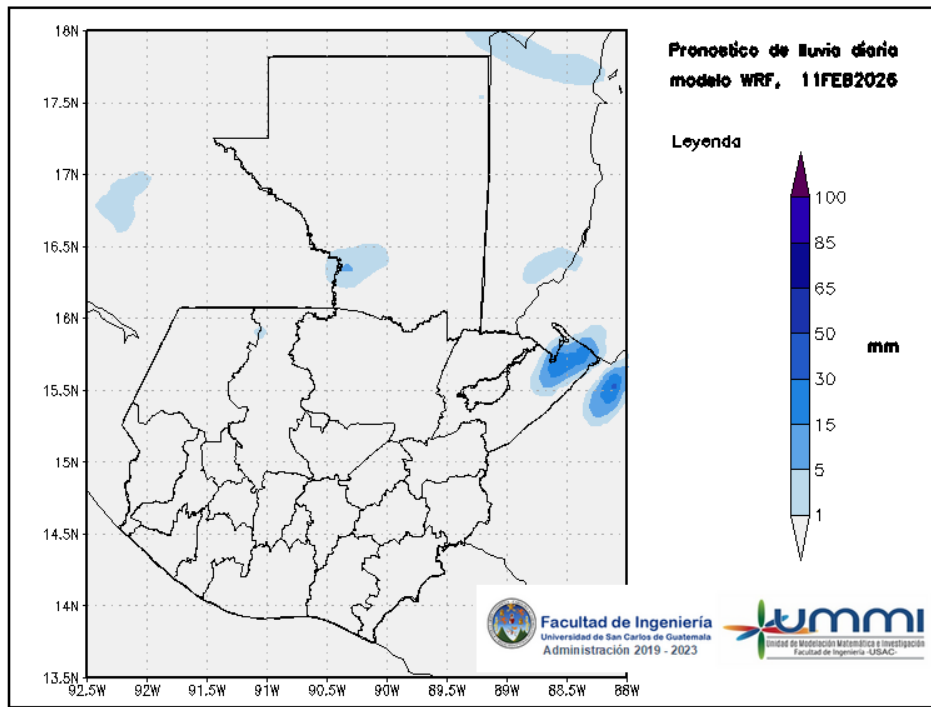 Pronostico de lluvia diaria
modelo WRF, 11FEB2026
Leyenda
100
85
65
50
30
15
5
1
mm
18N
17.5N
17N
16.5N
16N
15.5N
15N
14.5N
14N
13.5N
92.5W
92W
91.5W
91W
90.5W
90W
89.5W
89W
88.5W
88W
Facultad de Ingeniería
Universidad de San Carlos de Guatemala
Administración 2019 - 2023
UMMI
Unidad de Modelación Matemática e Investigación
Facultad de Ingeniería -USAC-